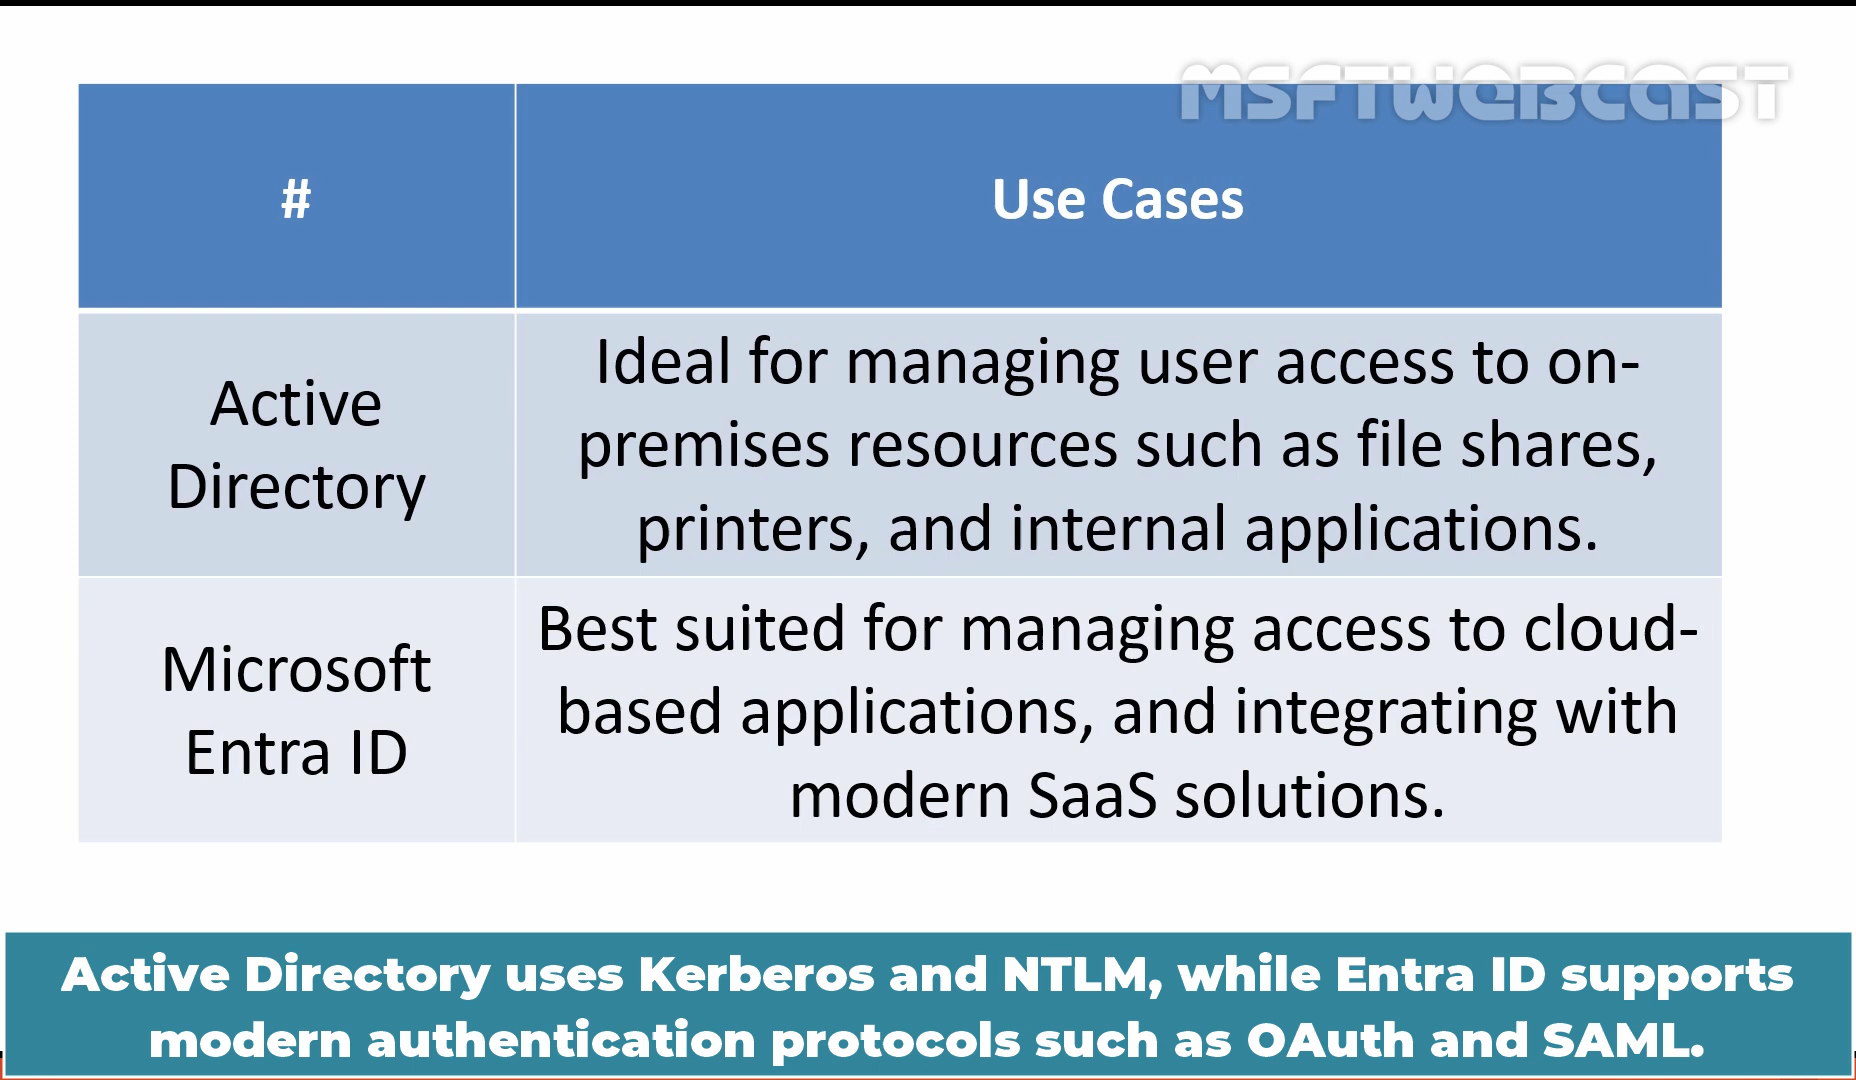 MSFTWEBCAST
# Use Cases
Active
Directory
Ideal for managing user access to on-
premises resources such as file shares,
printers, and internal applications.
Microsoft
Entra ID
Best suited for managing access to cloud-
based applications, and integrating with
modern SaaS solutions.
Active Directory uses Kerberos and NTLM, while Entra ID supports
modern authentication protocols such as OAuth and SAML.